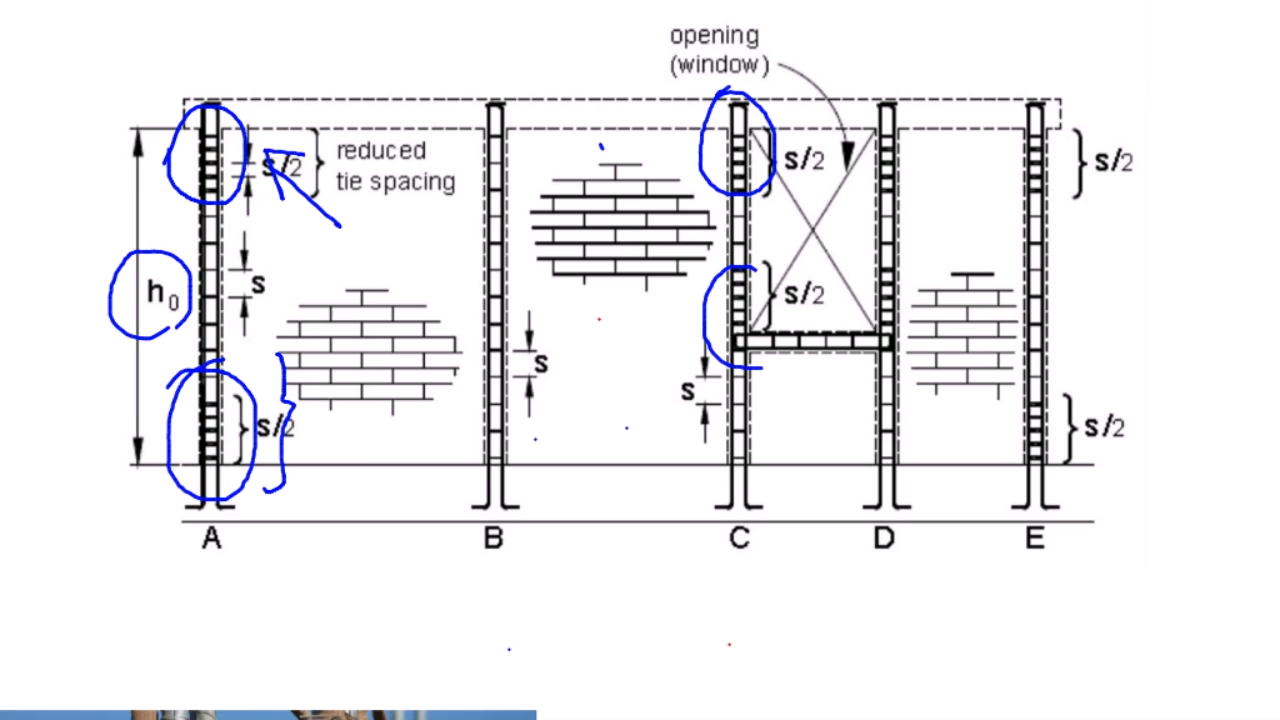 opening
(window)
s/2
reduced
tie spacing
s/2
s/2
h0
s
s/2
s
s
s/2
s/2
A
B
C
D
E